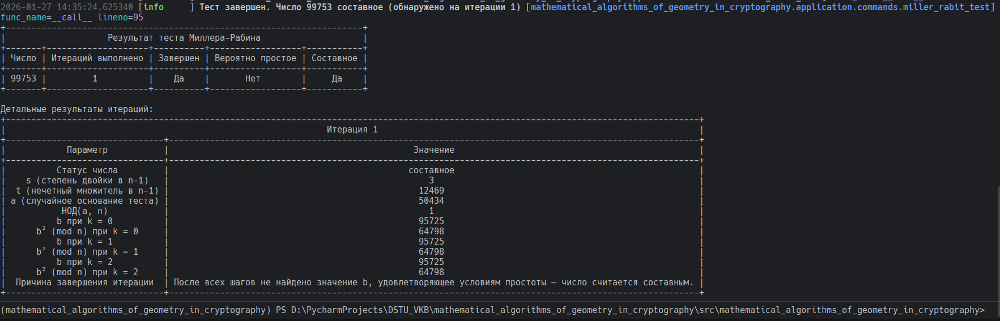 2026-01-27 14:35:24.625340 [info     ] Тест завершен. Число 99753 составное (обнаружено на итерации 1) [mathematical_algorithms_of_geometry_in_cryptography.application.commands.miller_rabit_test]
func_name=__call__ lineno=95
Результат теста Миллера-Рабина
| Число | Итераций выполнено | Завершен | Вероятно простое | Составное |
| 99753 | 1 | Да | Нет | Да |
Детальные результаты итераций:
Итерация 1
| Параметр | Значение |
| Статус числа | составное |
| s (степень двойки в n-1) | 3 |
| t (нечетный множитель в n-1) | 12469 |
| a (случайное основание теста) | 50434 |
| НОД(a, n) | 1 |
| b при k = 0 | 95725 |
| b² (mod n) при k = 0 | 64798 |
| b при k = 1 | 95725 |
| b² (mod n) при k = 1 | 64798 |
| b при k = 2 | 95725 |
| b² (mod n) при k = 2 | 64798 |
| Причина завершения итерации | После всех шагов не найдено значение b, удовлетворяющее условиям простоты — число считается составным. |
(mathematical_algorithms_of_geometry_in_cryptography) PS D:\PycharmProjects\DSTU_VKB\mathematical_algorithms_of_geometry_in_cryptography\src\mathematical_algorithms_of_geometry_in_cryptography>